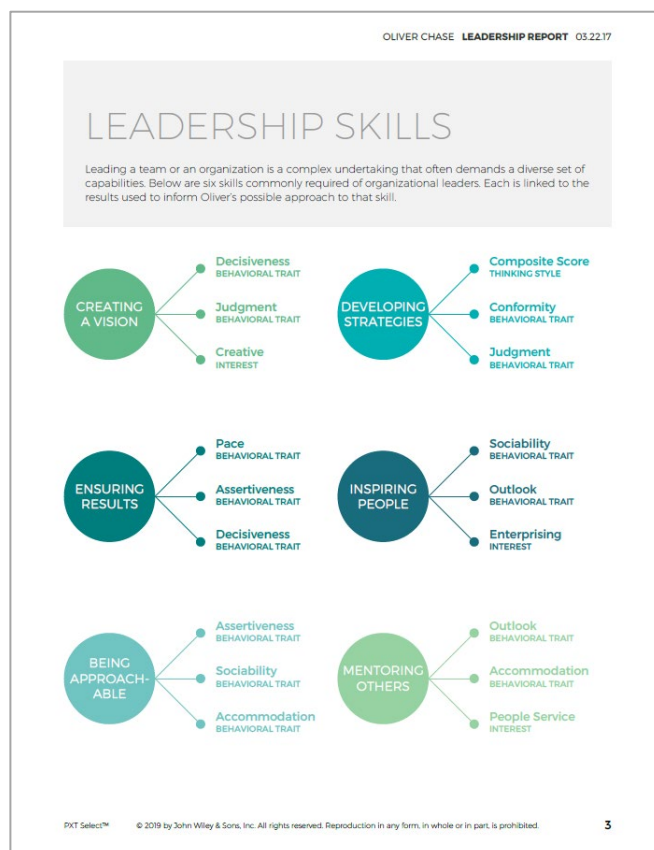 OLIVER CHASE LEADERSHIP REPORT 03.22.17
LEADERSHIP SKILLS
Leading a team or an organization is a complex undertaking that often demands a diverse set of
capabilities. Below are six skills commonly required of organizational leaders. Each is linked to the
results used to inform Oliver's possible approach to that skill.
CREATING
A VISION
Decisiveness
BEHAVIORAL TRAIT
Judgment
BEHAVIORAL TRAIT
Creative
INTEREST
DEVELOPING
STRATEGIES
Composite Score
THINKING STYLE
Conformity
BEHAVIORAL TRAIT
Judgment
BEHAVIORAL TRAIT
ENSURING
RESULTS
Pace
BEHAVIORAL TRAIT
Assertiveness
BEHAVIORAL TRAIT
Decisiveness
BEHAVIORAL TRAIT
INSPIRING
PEOPLE
Sociability
BEHAVIORAL TRAIT
Outlook
BEHAVIORAL TRAIT
Enterprising
INTEREST
BEING
APPROACH-
ABLE
Assertiveness
BEHAVIORAL TRAIT
Sociability
BEHAVIORAL TRAIT
Accommodation
BEHAVIORAL TRAIT
MENTORING
OTHERS
Outlook
BEHAVIORAL TRAIT
Accommodation
BEHAVIORAL TRAIT
People Service
INTEREST
PXT Select™ © 2019 by John Wiley & Sons, Inc. All rights reserved. Reproduction in any form, in whole or in part, is prohibited. 3